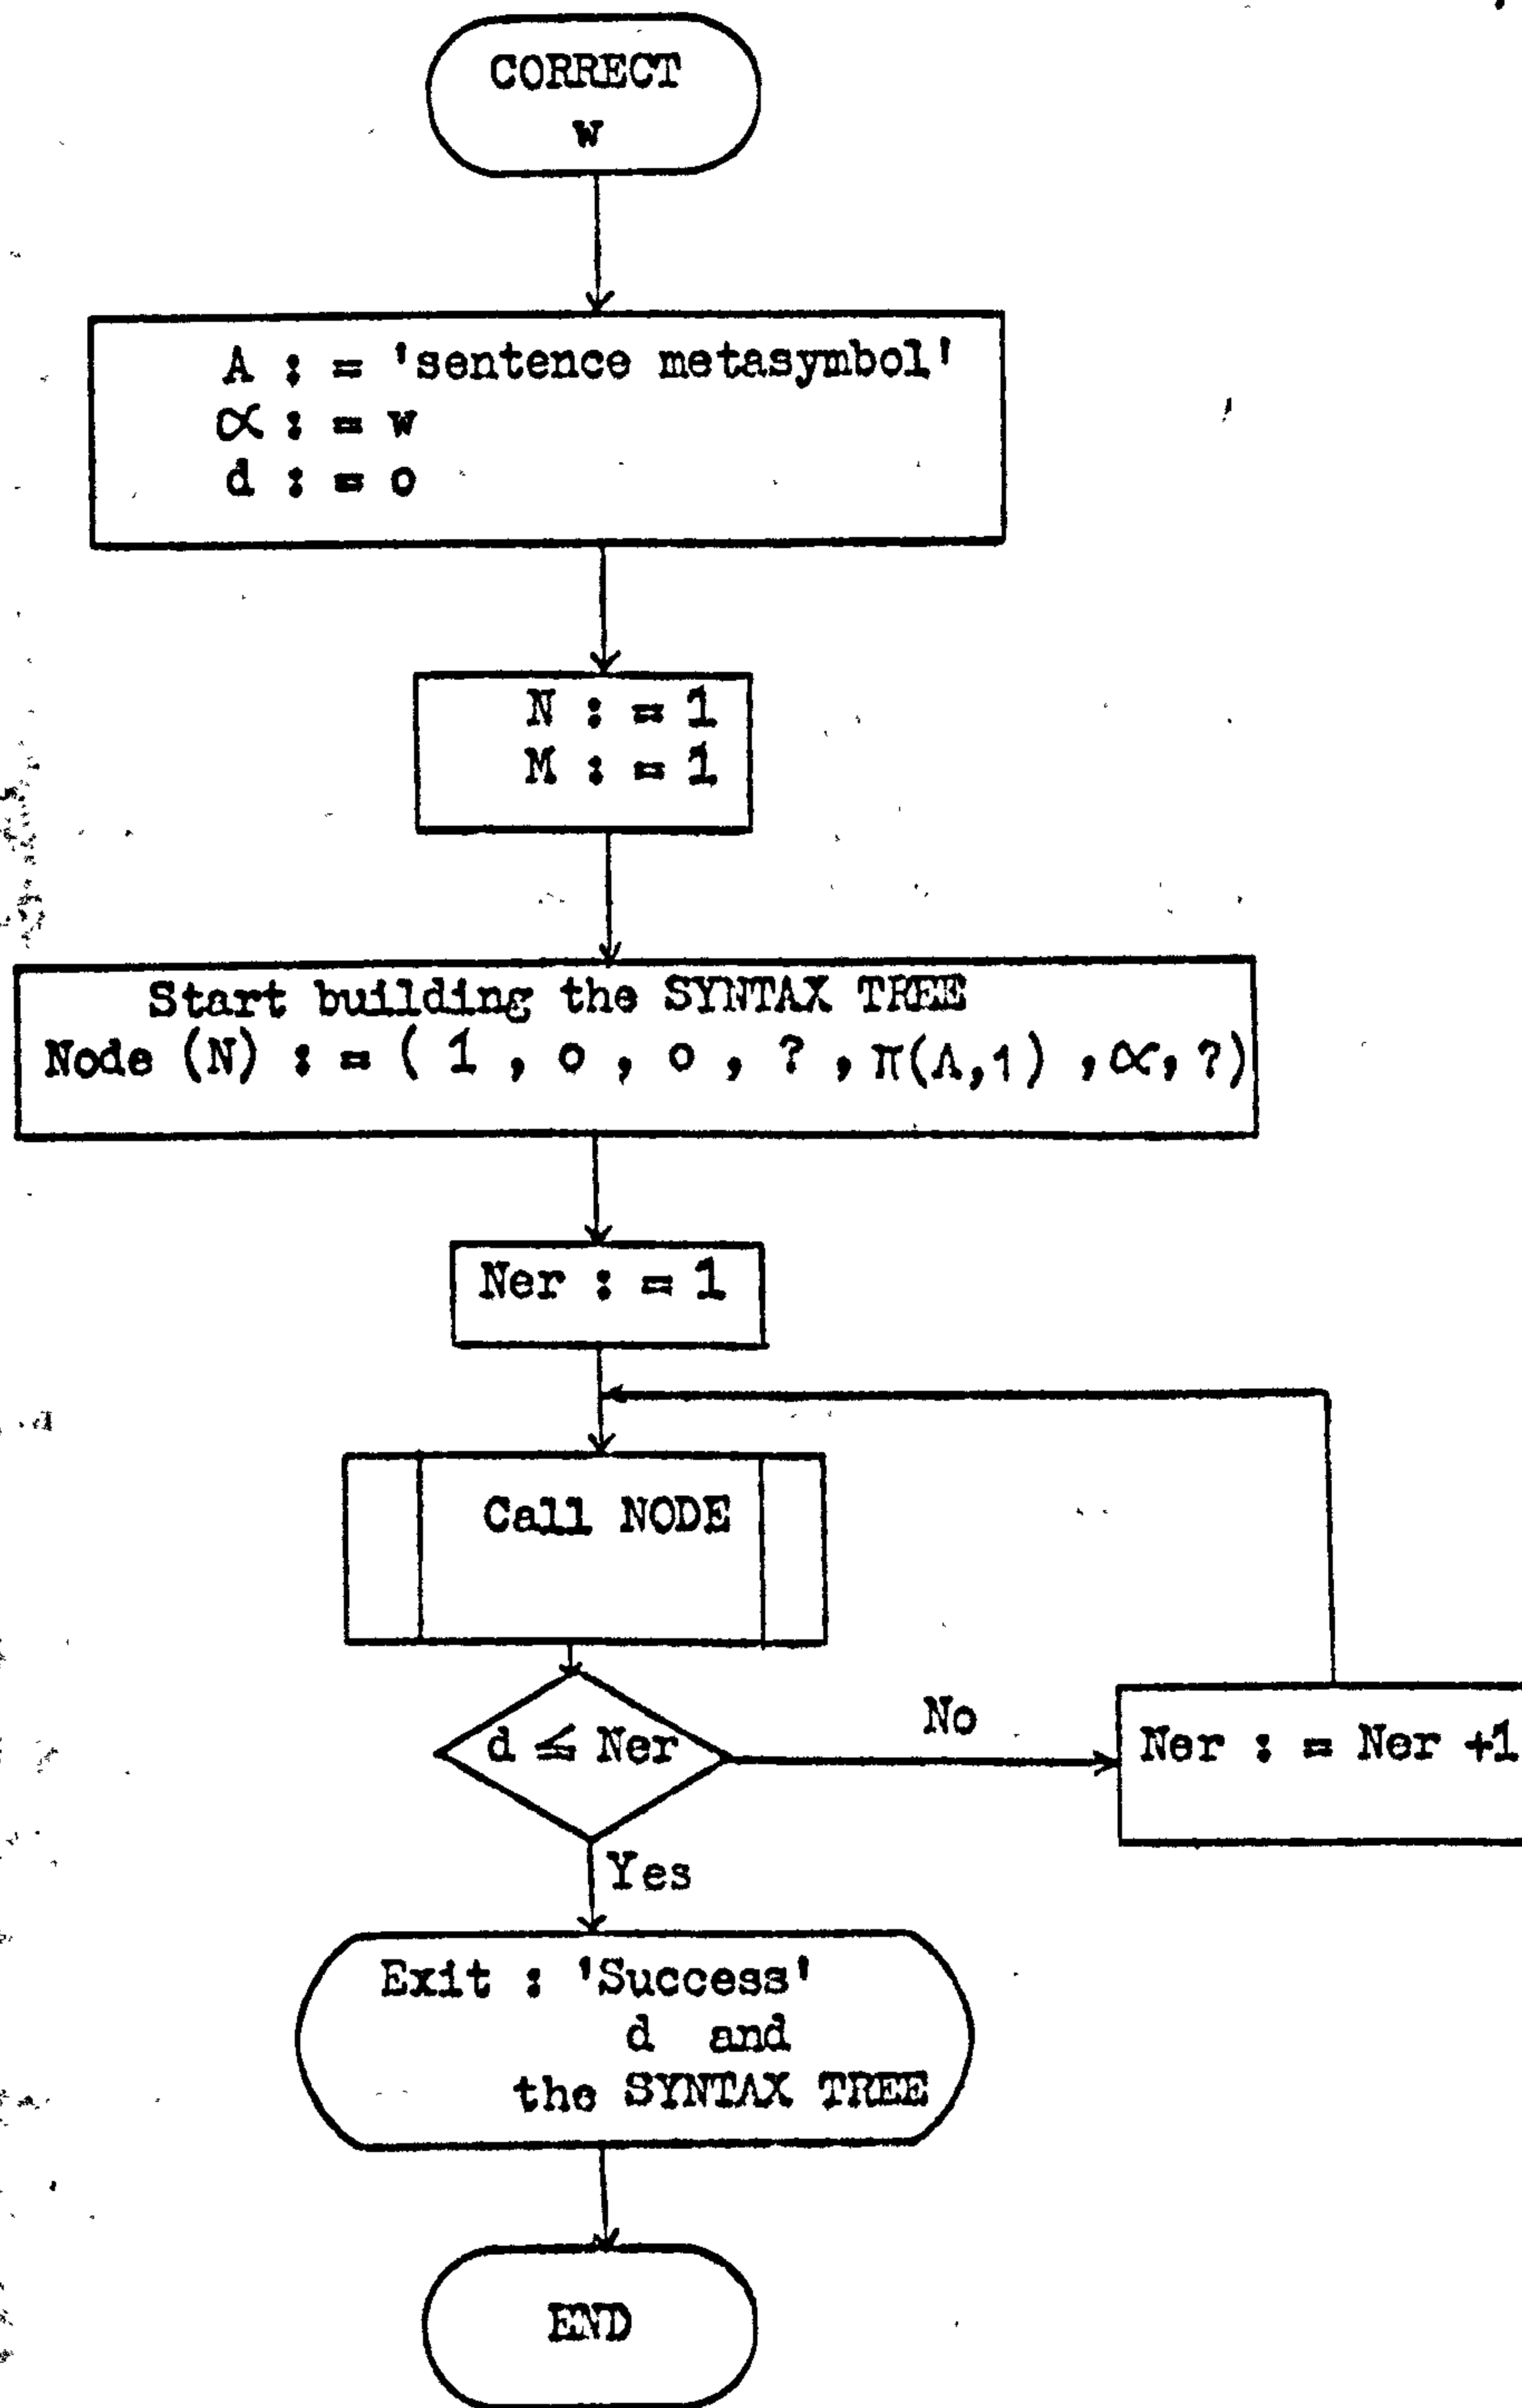 CORRECT
w
A : = 'sentence metasymbol'
α : = w
d : = o
N : = 1
M : = 1
Start building the SYNTAX TREE
Node (N) : = ( 1 , o , o , ? , π(A,1) , α, ?)
Ner : = 1
Call NODE
d ≤ Ner
No
Ner : = Ner +1
Yes
Exit : 'Success'
d and
the SYNTAX TREE
END